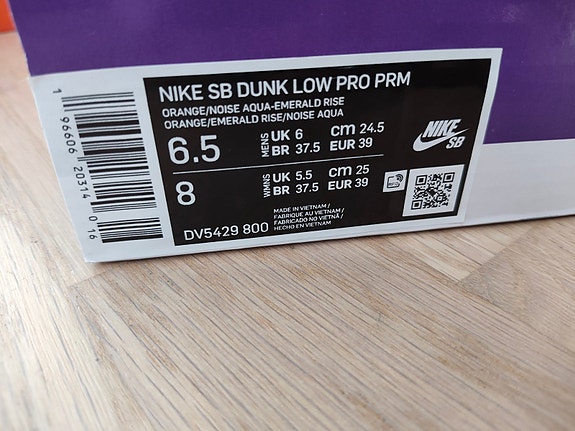 NIKE SB DUNK LOW PRO PRM
ORANGE/NOISE AQUA-EMERALD RISE
ORANGE/EMERALD RISE/NOISE AQUA
6.5 MENS UK 6 cm 24.5
BR 37.5 EUR 39
8 WMNS UK 5.5 cm 25
BR 37.5 EUR 39
DV5429 800
MADE IN VIETNAM /
FABRIQUE AU VIETNAM /
FABRICADO NO VIETNÃ /
HECHO EN VIETNAM
NIKE
SB
1 96606 20314 016